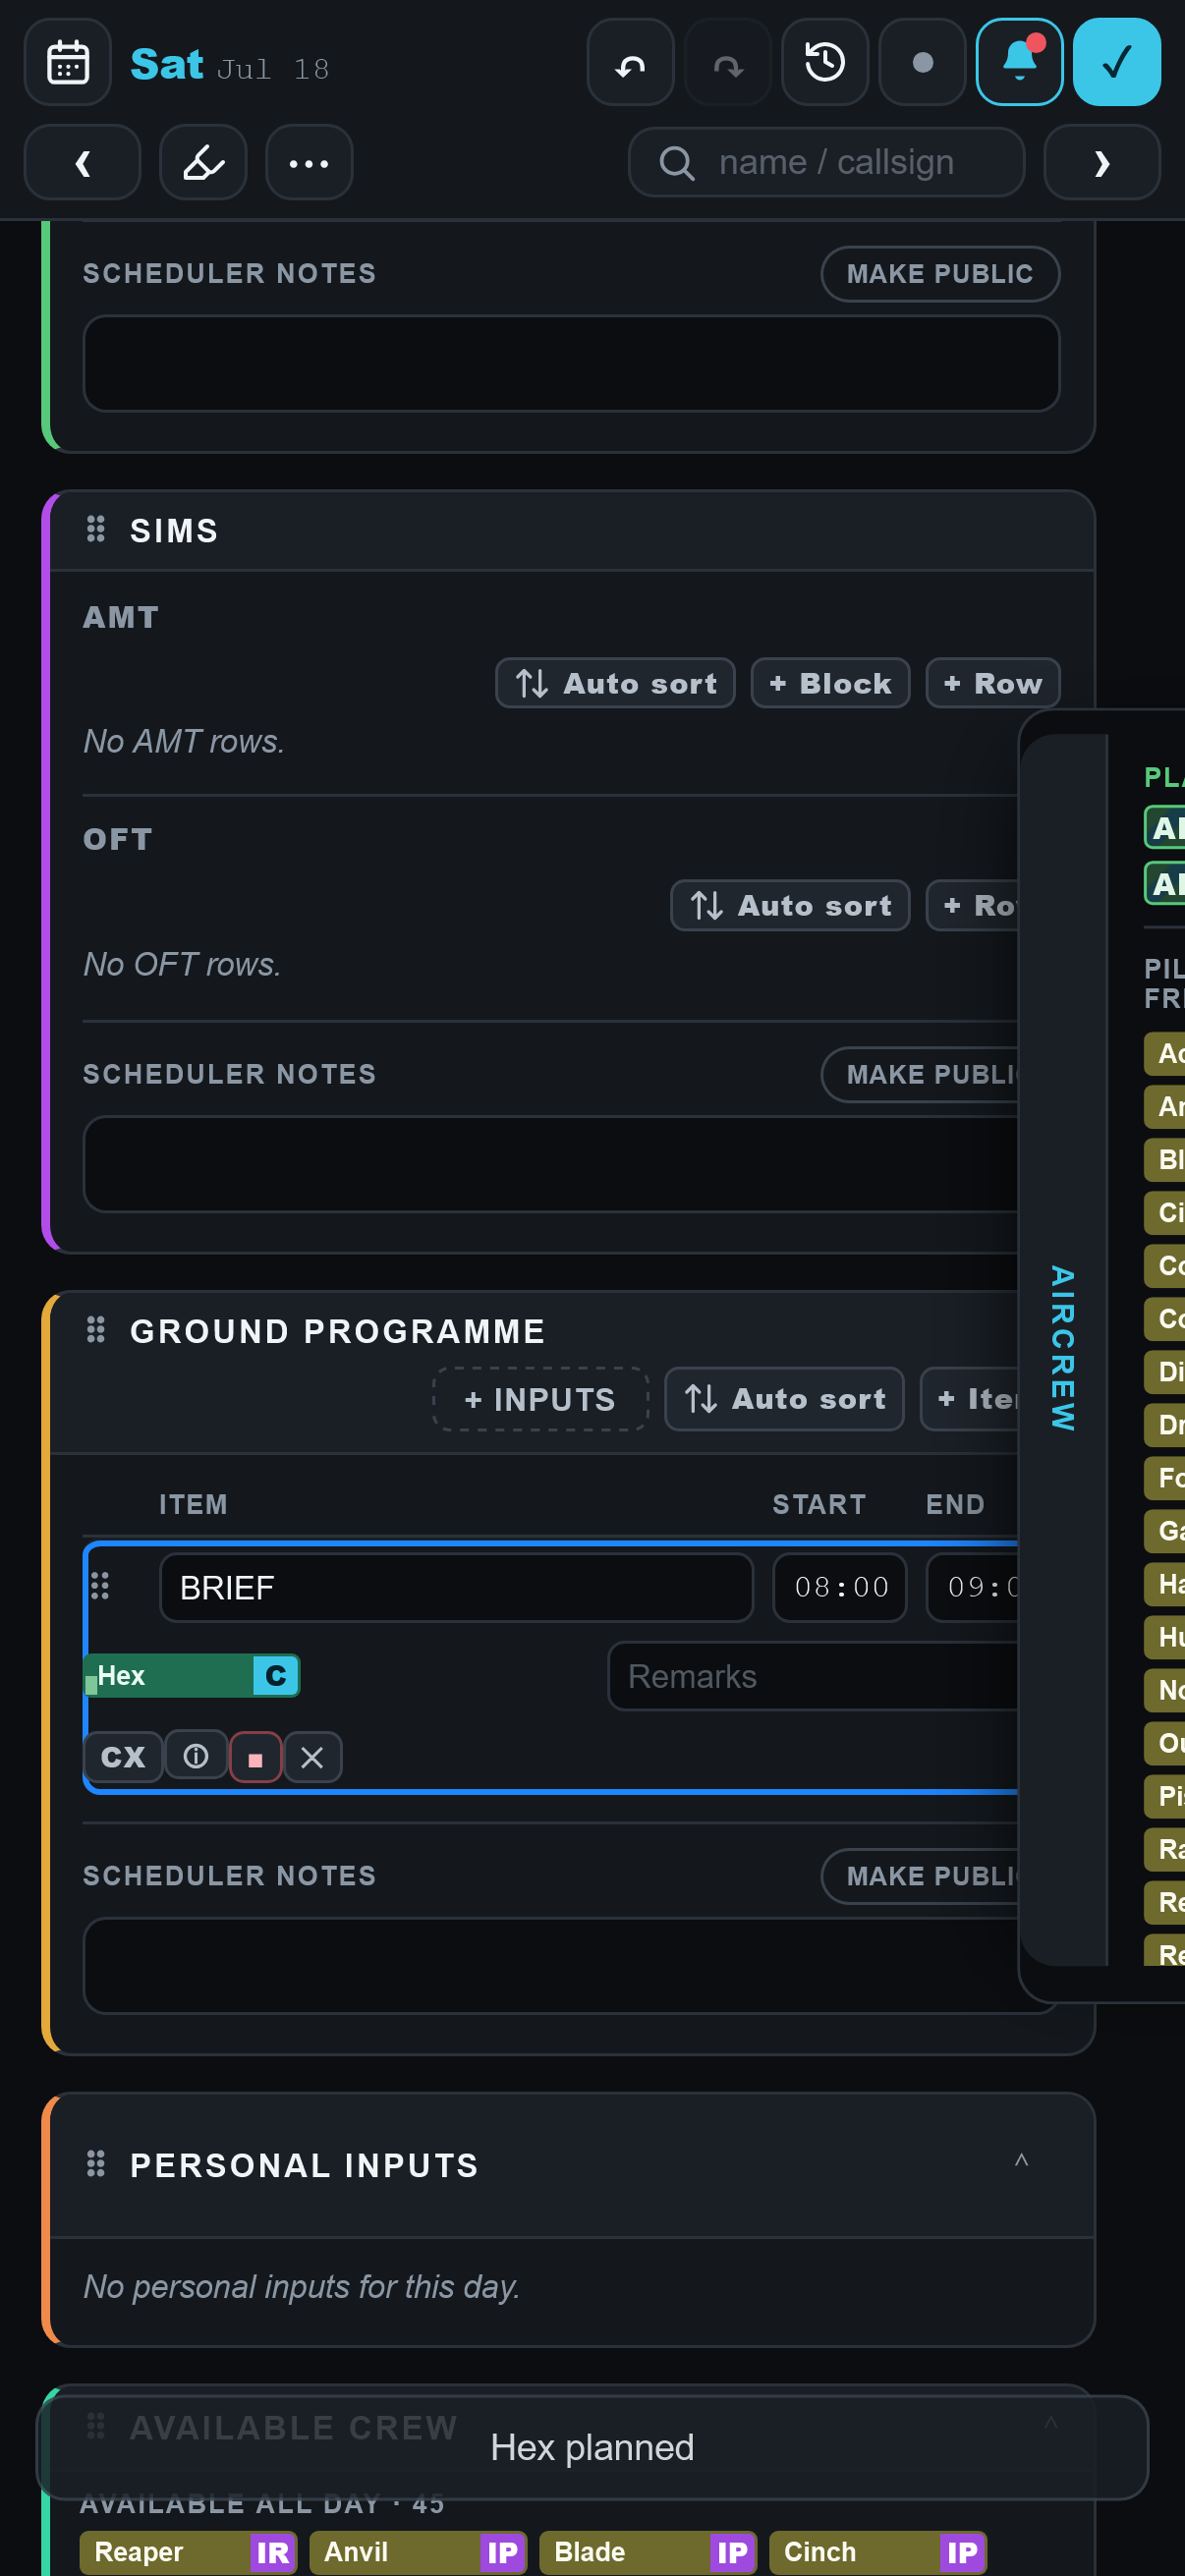 Sat Jul 18
name / callsign
SCHEDULER NOTES MAKE PUBLIC
SIMS
AMT
Auto sort + Block + Row
No AMT rows.
OFT
Auto sort
No OFT rows.
SCHEDULER NOTES MAKE
GROUND PROGRAMME
+ INPUTS Auto sort
ITEM START END
BRIEF 08:00
Hex C Remarks
CX
SCHEDULER NOTES MAKE
AIRCREW
PERSONAL INPUTS
No personal inputs for this day.
AVAILABLE CREW
Hex planned
AVAILABLE ALL DAY · 45
Reaper IR Anvil IP Blade IP Cinch IP